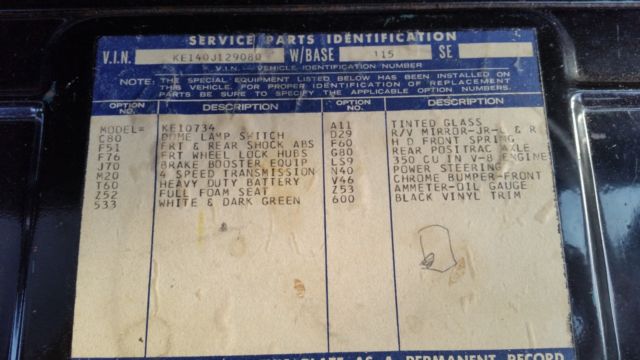 SERVICE PARTS IDENTIFICATION
V.I.N. KE140J129080 W/BASE 115 SE
V.I.N. — VEHICLE IDENTIFICATION NUMBER
NOTE: THE SPECIAL EQUIPMENT LISTED BELOW HAS BEEN INSTALLED ON
THIS VEHICLE. FOR PROPER IDENTIFICATION OF REPLACEMENT
PARTS BE SURE TO SPECIFY THE APPLICABLE OPTION NUMBERS.
OPTION NO. DESCRIPTION OPTION NO. DESCRIPTION
MODEL= KE10734
C80 DOME LAMP SWITCH
F51 FRT & REAR SHOCK ABS
F76 FRT WHEEL LOCK HUBS
J70 BRAKE BOOSTER EQUIP
M20 4 SPEED TRANSMISSION
T60 HEAVY DUTY BATTERY
Z52 FULL FOAM SEAT
533 WHITE & DARK GREEN
A11 TINTED GLASS
D29 R/V MIRROR-JR-L & R
F60 H D FRONT SPRING
G80 REAR POSITRAC AXLE
LS9 350 CU IN V-8 ENGINE
N40 POWER STEERING
V46 CHROME BUMPER-FRONT
Z53 AMMETER-OIL GAUGE
600 BLACK VINYL TRIM
PLATE AS A PERMANENT RECORD